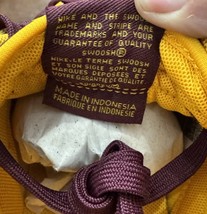 NIKE AND THE SWOOSH
NAME AND STRIPE ARE
TRADEMARKS AND YOUR
GUARANTEE OF QUALITY
SWOOSH®
NIKE-LE TERME SWOOSH
ET SON SIGLE SONT DES
MARQUES DEPOSEES ET
VOTRE GARANTIE DE
QUALITE
MADE IN INDONESIA
FABRIQUE EN INDONESIE